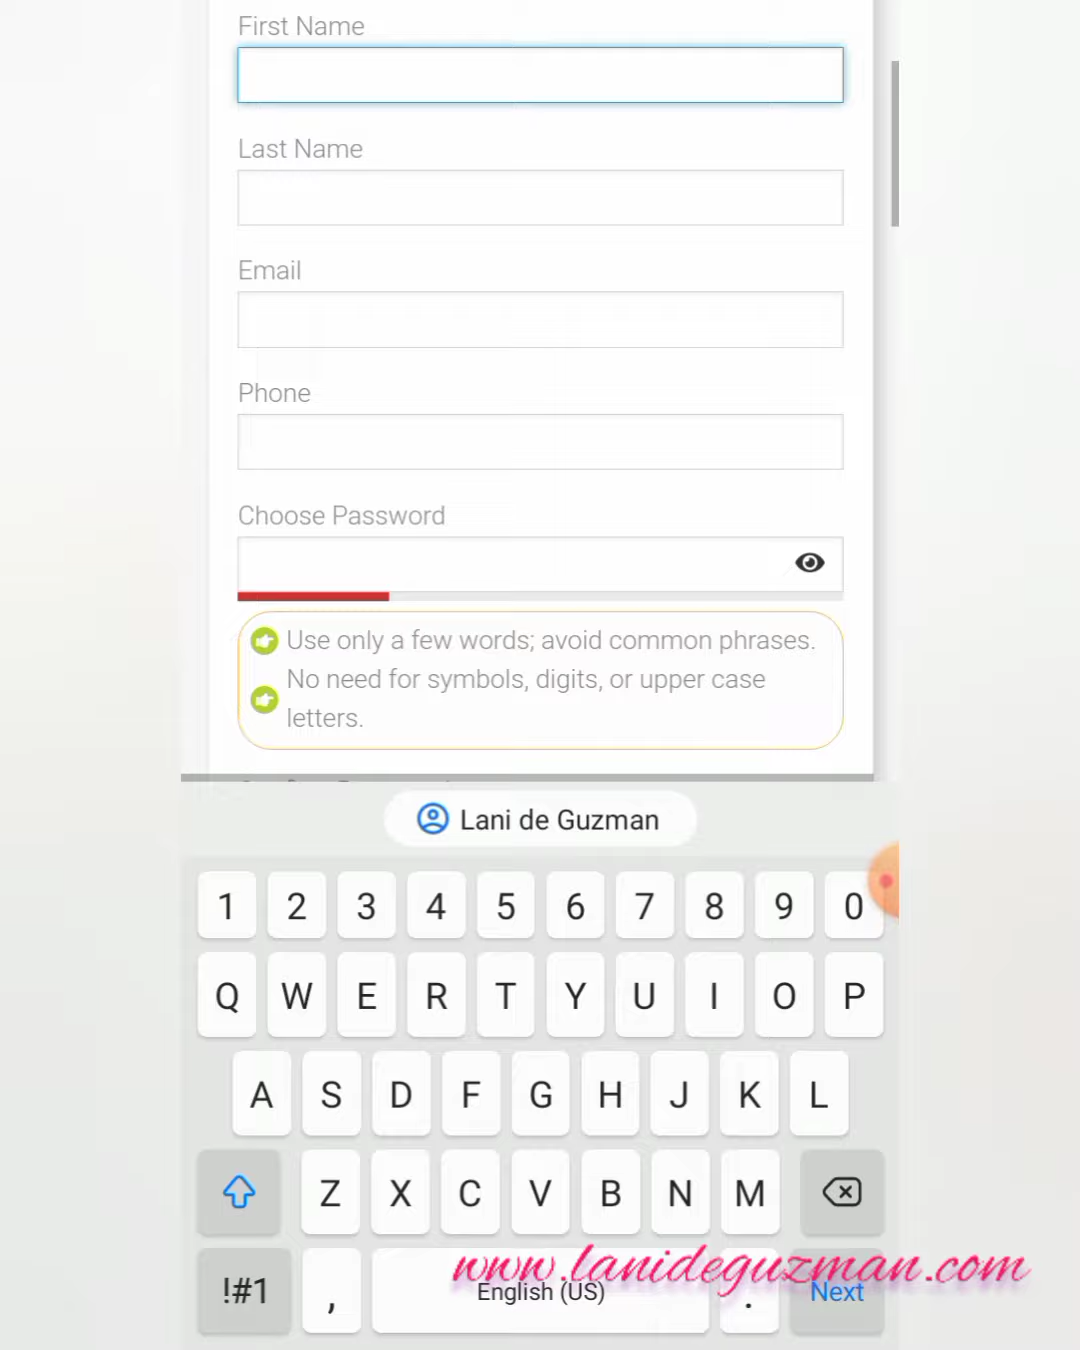 First Name
Last Name
Email
Phone
Choose Password
Use only a few words; avoid common phrases.
No need for symbols, digits, or upper case
letters.
Lani de Guzman
1 2 3 4 5 6 7 8 9 0
Q W E R T Y U I O P
A S D F G H J K L
Z X C V B N M
www.lanideguzman.com
!#1 , English (US) . Next